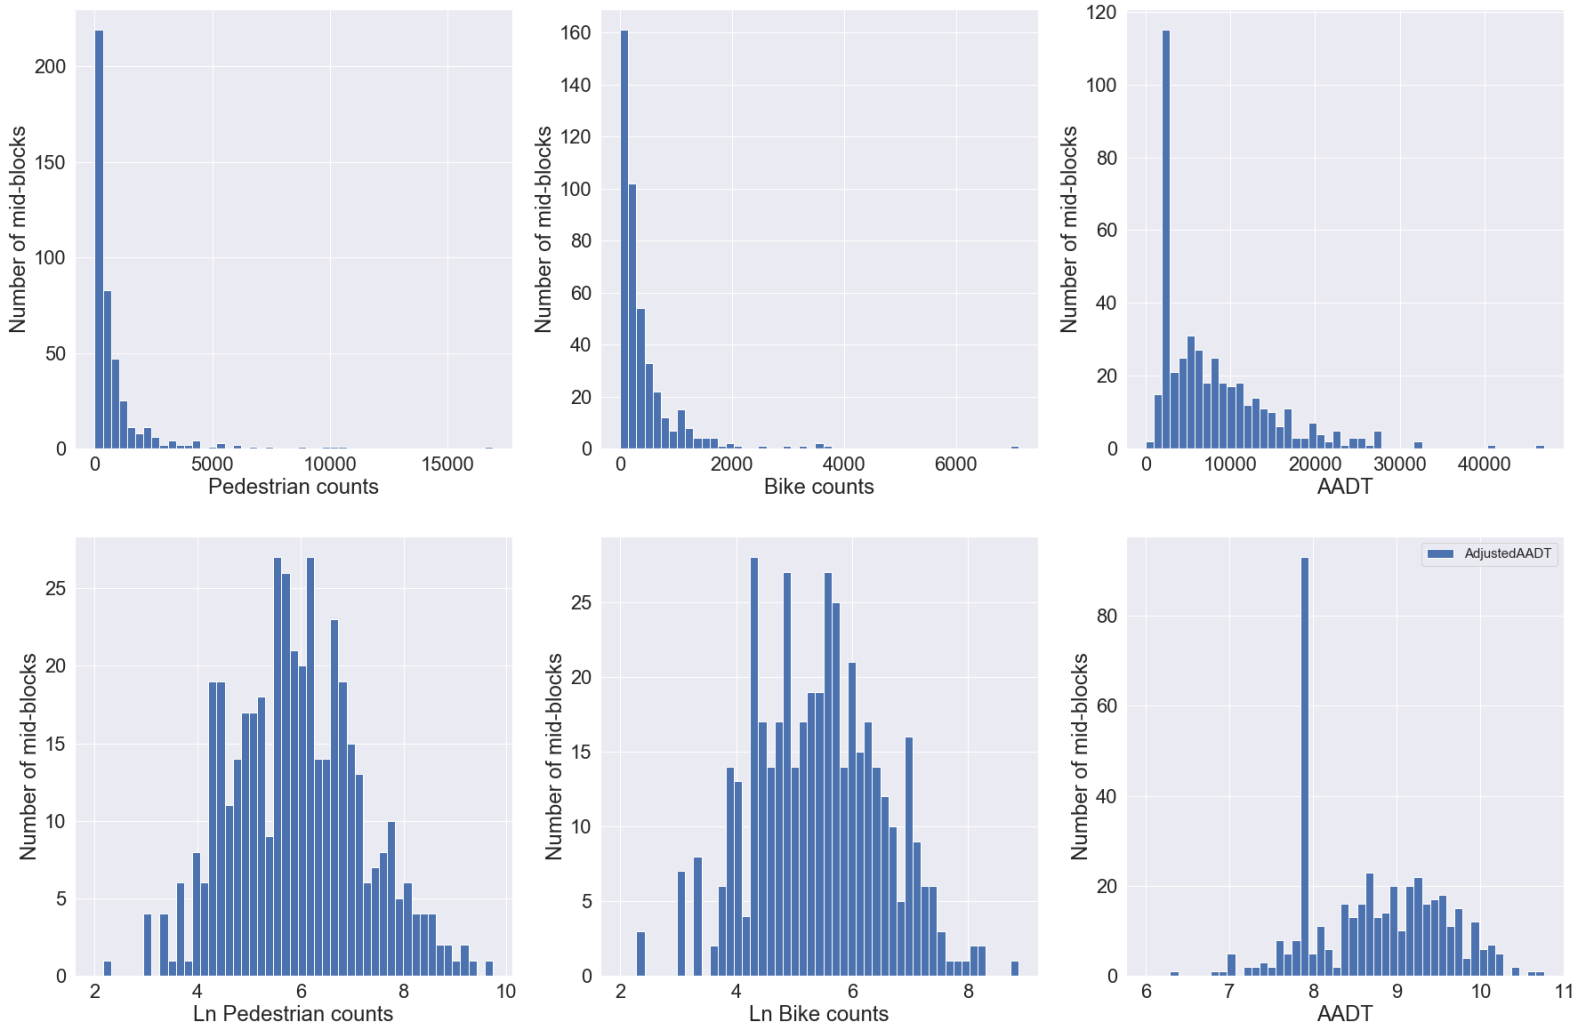 Number of mid-blocks
200
150
100
50
0
0 5000 10000 15000
Pedestrian counts
Number of mid-blocks
160
140
120
100
80
60
40
20
0
0 2000 4000 6000
Bike counts
Number of mid-blocks
120
100
80
60
40
20
0
0 10000 20000 30000 40000
AADT
Number of mid-blocks
25
20
15
10
5
0
2 4 6 8 10
Ln Pedestrian counts
Number of mid-blocks
25
20
15
10
5
0
2 4 6 8
Ln Bike counts
AdjustedAADT
Number of mid-blocks
80
60
40
20
0
6 7 8 9 10 11
AADT